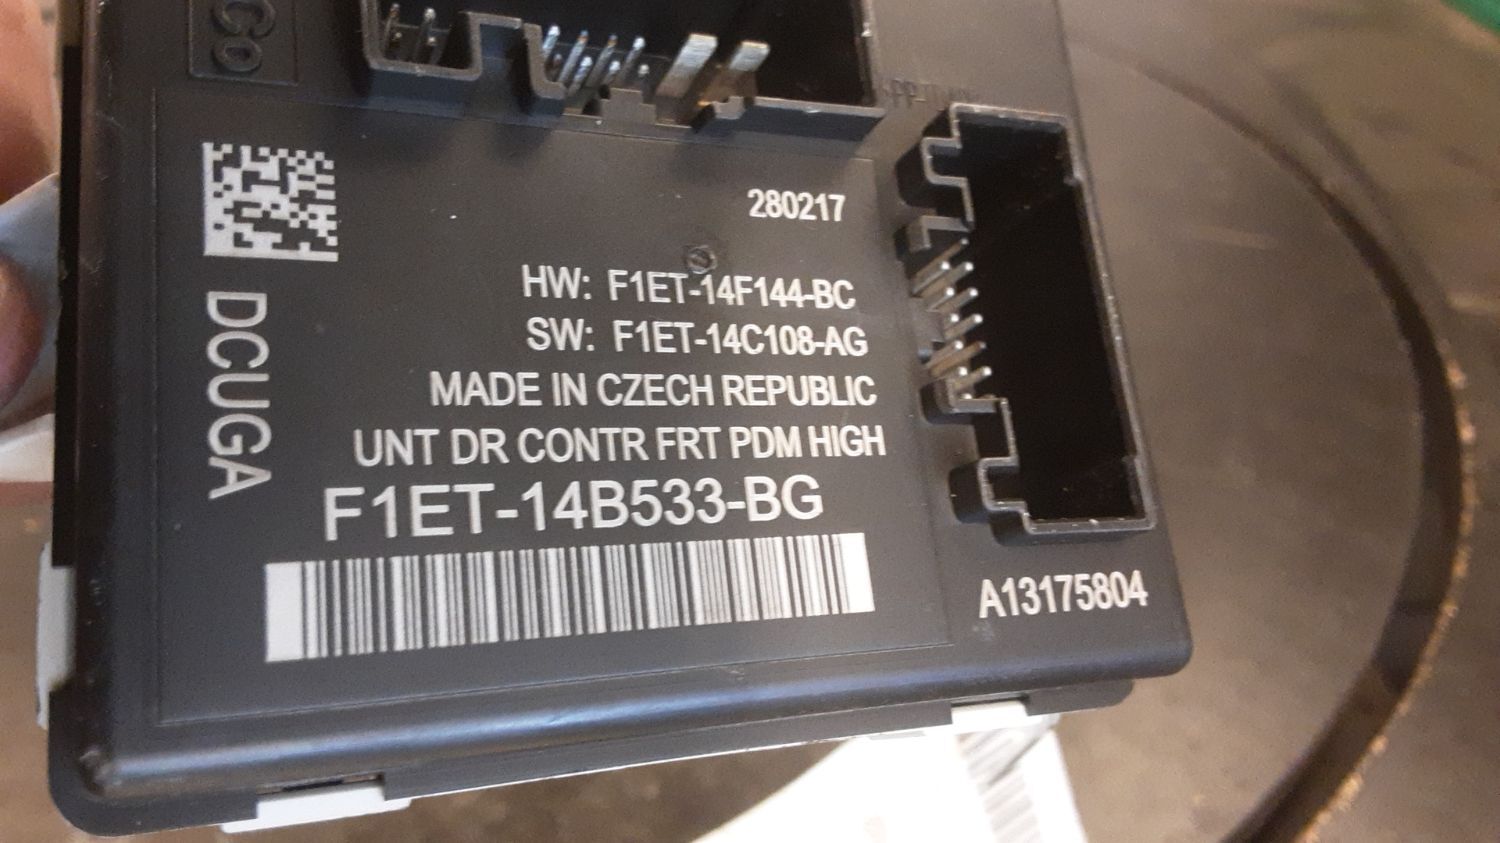 280217
HW: F1ET-14F144-BC
SW: F1ET-14C108-AG
MADE IN CZECH REPUBLIC
UNT DR CONTR FRT PDM HIGH
F1ET-14B533-BG
DCUGA
A13175804